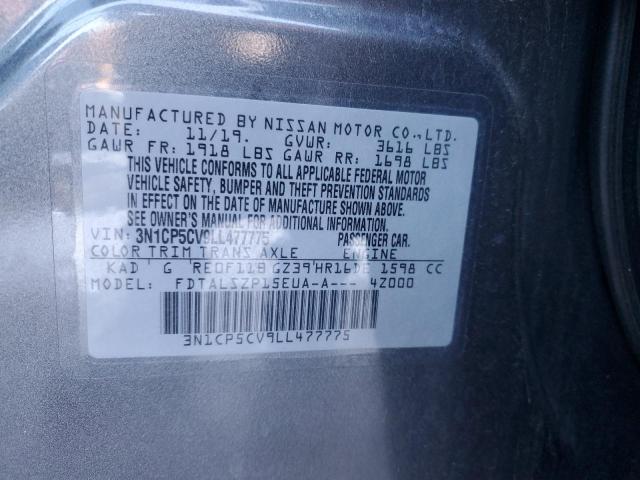 MANUFACTURED BY NISSAN MOTOR CO., LTD.
DATE: 11/19. GVWR: 3616 LBS
GAWR FR: 1918 LBS GAWR RR: 1698 LBS
THIS VEHICLE CONFORMS TO ALL APPLICABLE FEDERAL MOTOR
VEHICLE SAFETY, BUMPER AND THEFT PREVENTION STANDARDS
IN EFFECT ON THE DATE OF MANUFACTURE SHOWN ABOVE.
SEE OWNER'S MANUAL FOR ADDITIONAL INFORMATION.
VIN: 3N1CP5CV9LL477775 PASSENGER CAR.
COLOR TRIM TRANS AXLE ENGINE
KAD G RE0F11B GZ39 HR16DE 1598 CC
MODEL: FDTALSZP15EUA-A--- 4Z000
3N1CP5CV9LL477775